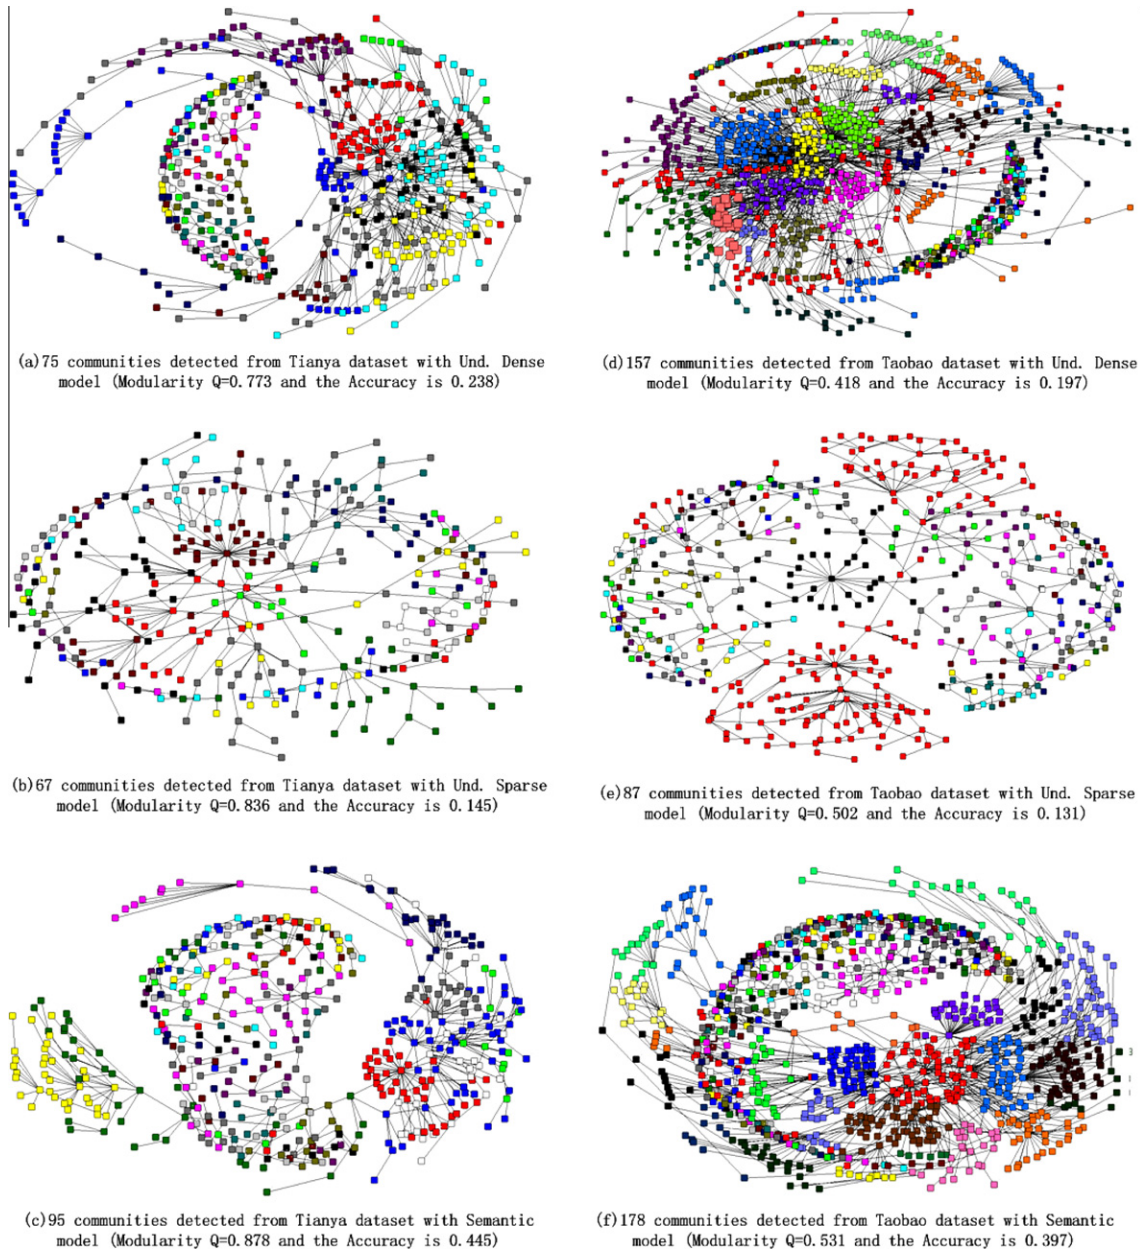 (a)75 communities detected from Tianya dataset with Und. Dense
model (Modularity Q=0.773 and the Accuracy is 0.238)
(d)157 communities detected from Taobao dataset with Und. Dense
model (Modularity Q=0.418 and the Accuracy is 0.197)
(b)67 communities detected from Tianya dataset with Und. Sparse
model (Modularity Q=0.836 and the Accuracy is 0.145)
(e)87 communities detected from Taobao dataset with Und. Sparse
model (Modularity Q=0.502 and the Accuracy is 0.131)
(c)95 communities detected from Tianya dataset with Semantic
model (Modularity Q=0.878 and the Accuracy is 0.445)
(f)178 communities detected from Taobao dataset with Semantic
model (Modularity Q=0.531 and the Accuracy is 0.397)